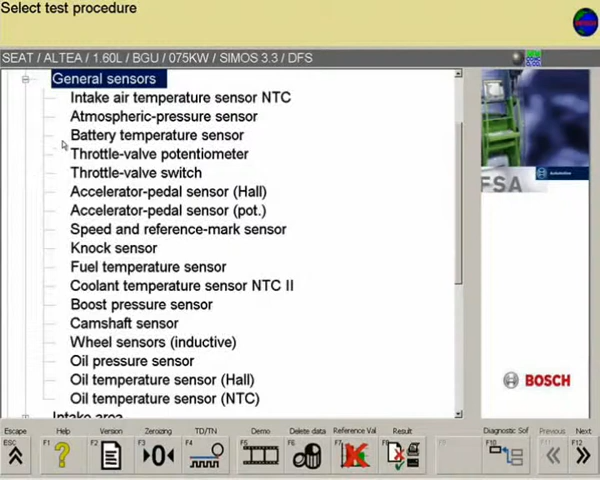 Select test procedure
SEAT / ALTEA / 1.60L / BGU / 075KW / SIMOS 3.3 / DFS
General sensors
Intake air temperature sensor NTC
Atmospheric-pressure sensor
Battery temperature sensor
Throttle-valve potentiometer
Throttle-valve switch
Accelerator-pedal sensor (Hall)
Accelerator-pedal sensor (pot.)
Speed and reference-mark sensor
Knock sensor
Fuel temperature sensor
Coolant temperature sensor NTC II
Boost pressure sensor
Camshaft sensor
Wheel sensors (inductive)
Oil pressure sensor
Oil temperature sensor (Hall)
Oil temperature sensor (NTC)
Intake area
FSA
BOSCH
Escape Help Version Zeroizing TD/TN Demo Delete data Reference Val Result Diagnostic Sof Previous Next
ESC F1 F2 F3 F4 F5 F6 F7 F8 F9 F10 F11 F12